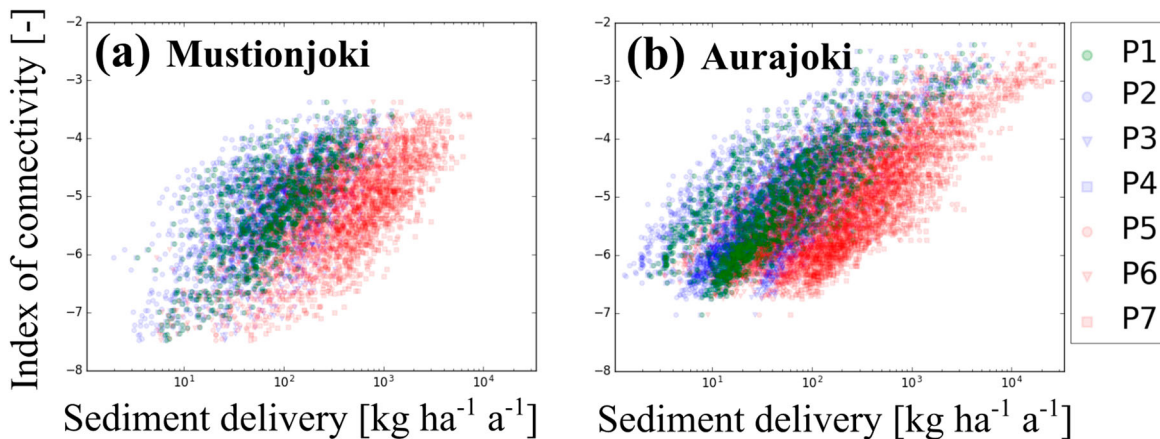 Index of connectivity [-]
(a) Mustionjoki
−2
−3
−4
−5
−6
−7
−8
10¹ 10² 10³ 10⁴
Sediment delivery [kg ha⁻¹ a⁻¹]
(b) Aurajoki
−2
−3
−4
−5
−6
−7
−8
10¹ 10² 10³ 10⁴
Sediment delivery [kg ha⁻¹ a⁻¹]
P1
P2
P3
P4
P5
P6
P7